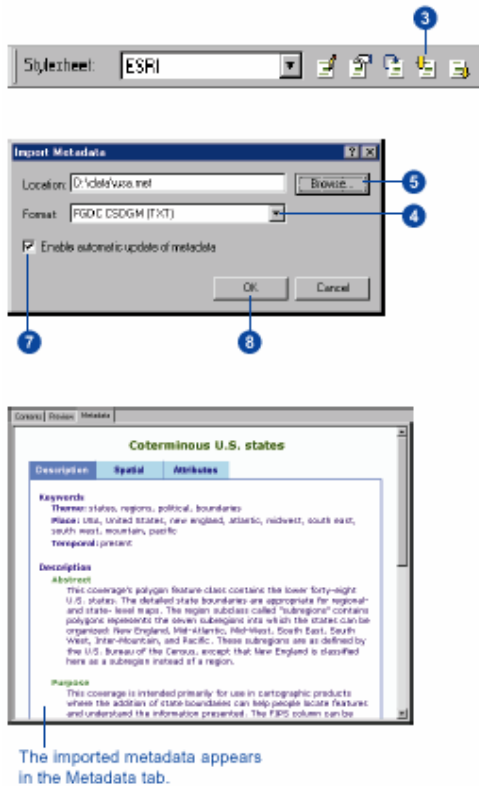 3
Stylesheet: ESRI
Import Metadata
Location: D:\data\usa.met
Browse...
5
Format: FGDC CSDGM (TXT)
4
Enable automatic update of metadata
OK
Cancel
7
8
Contents Preview Metadata
Coterminous U.S. states
Description Spatial Attributes
Keywords
Theme: states, regions, political, boundaries
Place: USA, United States, new england, atlantic, midwest, south east,
south west, mountain, pacific
Temporal: present
Description
Abstract
This coverage's polygon feature class contains the lower forty-eight
U.S. states. The detailed state boundaries are appropriate for regional-
and state- level maps. The region subclass called "subregions" contains
polygons represents the seven subregions into which the states can be
organized: New England, Mid-Atlantic, Mid-West, South East, South
West, Inter-Mountain, and Pacific. These subregions are as defined by
the U.S. Bureau of the Census, except that New England is classified
here as a subregion instead of a region.
Purpose
This coverage is intended primarily for use in cartographic products
where the addition of state boundaries can help people locate features
and understand the information presented. The FIPS column can be
The imported metadata appears
in the Metadata tab.